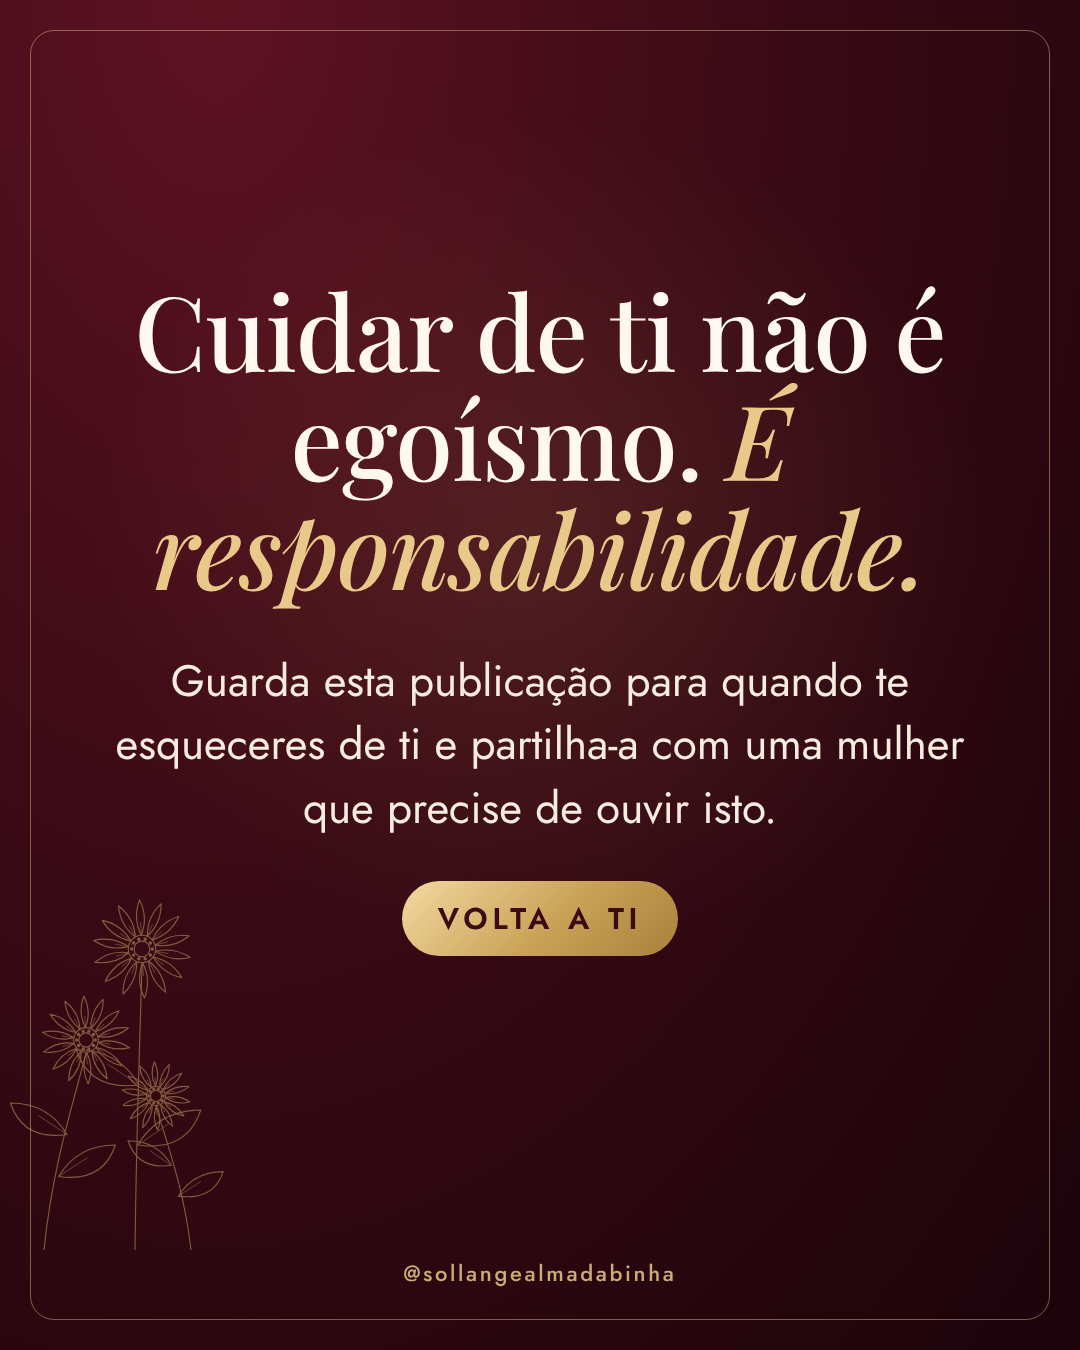 Cuidar de ti não é
egoísmo. É
responsabilidade.
Guarda esta publicação para quando te
esqueceres de ti e partilha-a com uma mulher
que precise de ouvir isto.
VOLTA A TI
@sollangealmadabinha